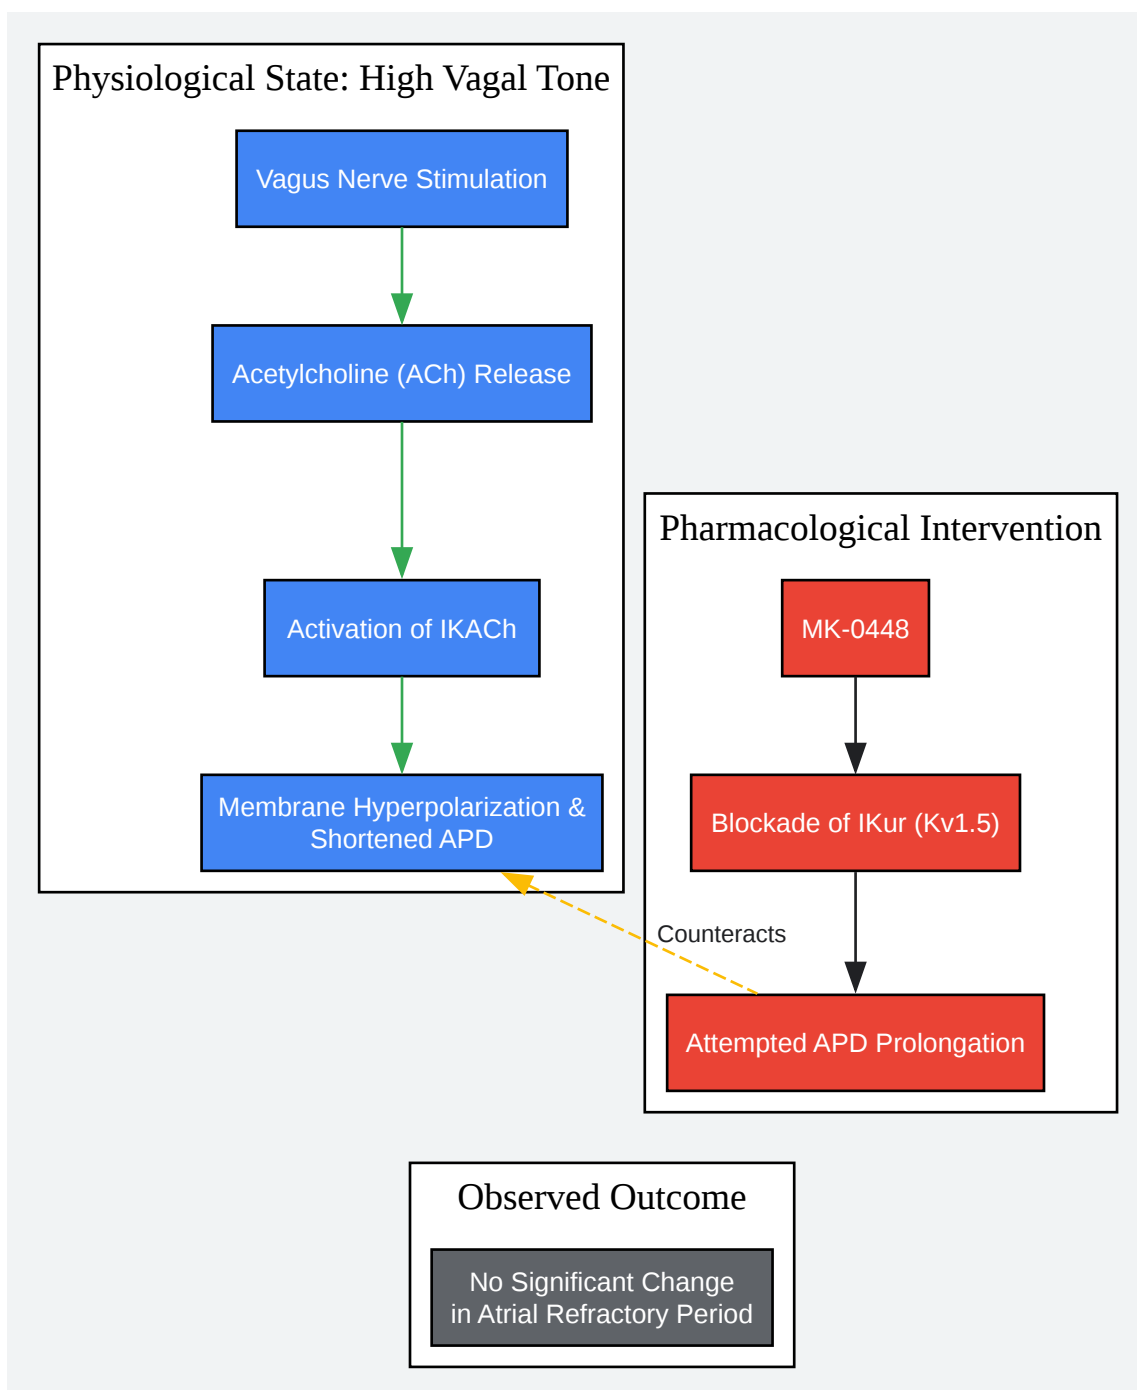 Physiological State: High Vagal Tone
Vagus Nerve Stimulation
Acetylcholine (ACh) Release
Activation of IKACh
Membrane Hyperpolarization &
Shortened APD
Pharmacological Intervention
MK-0448
Blockade of IKur (Kv1.5)
Counteracts
Attempted APD Prolongation
Observed Outcome
No Significant Change
in Atrial Refractory Period